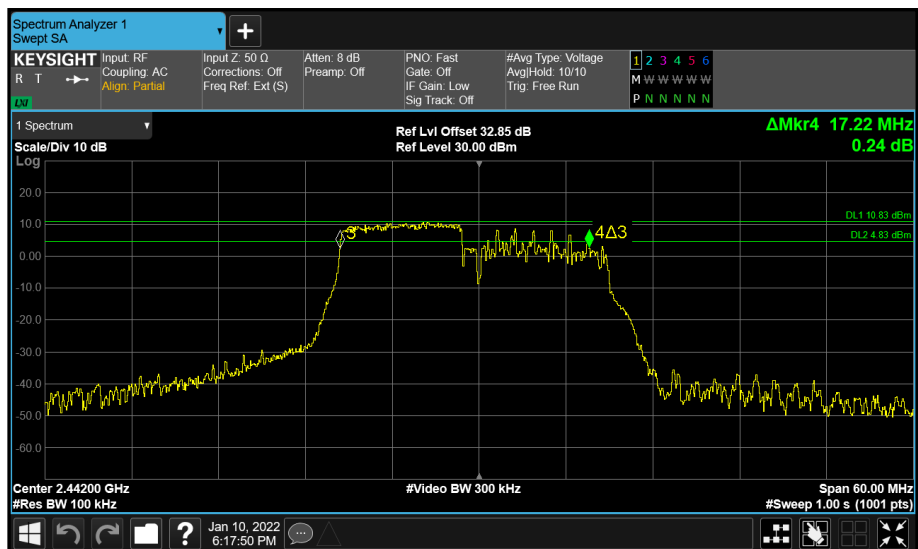 Spectrum Analyzer 1
Swept SA
KEYSIGHT
R T
LXI
Input: RF
Coupling: AC
Align: Partial
Input Z: 50 Ω
Corrections: Off
Freq Ref: Ext (S)
Atten: 8 dB
Preamp: Off
PNO: Fast
Gate: Off
IF Gain: Low
Sig Track: Off
#Avg Type: Voltage
Avg|Hold: 10/10
Trig: Free Run
1 2 3 4 5 6
M W W W W W
P N N N N N
1 Spectrum
Scale/Div 10 dB
Log
Ref Lvl Offset 32.85 dB
Ref Level 30.00 dBm
ΔMkr4 17.22 MHz
0.24 dB
20.0
10.0
0.00
-10.0
-20.0
-30.0
-40.0
-50.0
-60.0
DL1 10.83 dBm
DL2 4.83 dBm
3
4Δ3
Center 2.44200 GHz
#Res BW 100 kHz
#Video BW 300 kHz
Span 60.00 MHz
#Sweep 1.00 s (1001 pts)
?
Jan 10, 2022
6:17:50 PM